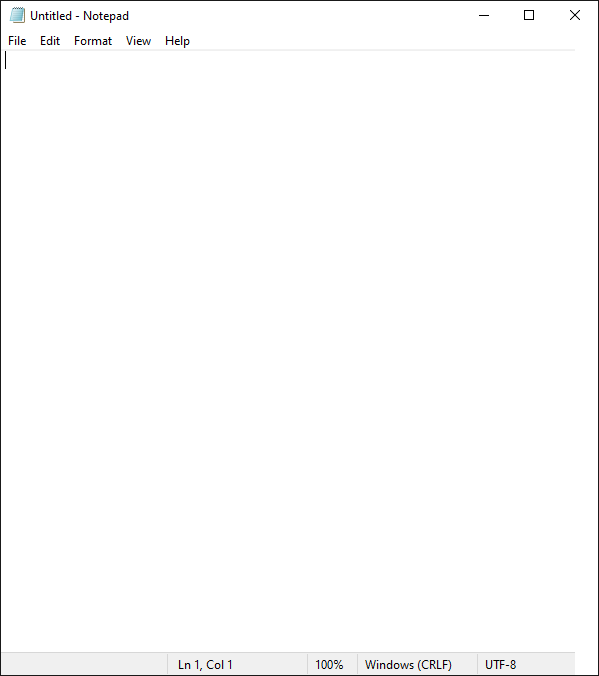 Untitled - Notepad
File Edit Format View Help
Ln 1, Col 1 100% Windows (CRLF) UTF-8